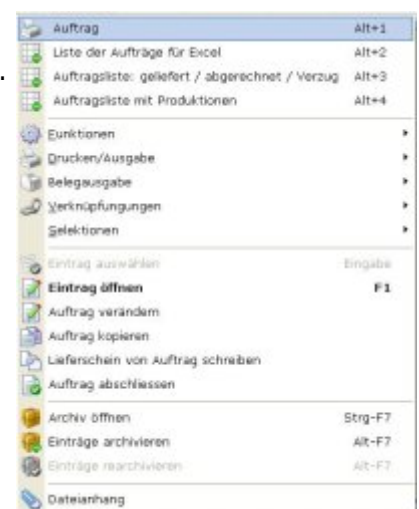 Auftrag Alt+1
Liste der Aufträge für Excel Alt+2
Auftragsliste: geliefert / abgerechnet / Verzug Alt+3
Auftragsliste mit Produktionen Alt+4
Funktionen
Drucken/Ausgabe
Belegausgabe
Verknüpfungungen
Selektionen
Eintrag auswählen Eingabe
Eintrag öffnen F1
Auftrag verändern
Auftrag kopieren
Lieferschein von Auftrag schreiben
Auftrag abschliessen
Archiv öffnen Strg-F7
Einträge archivieren Alt-F7
Einträge rearchivieren Alt-F7
Dateianhang